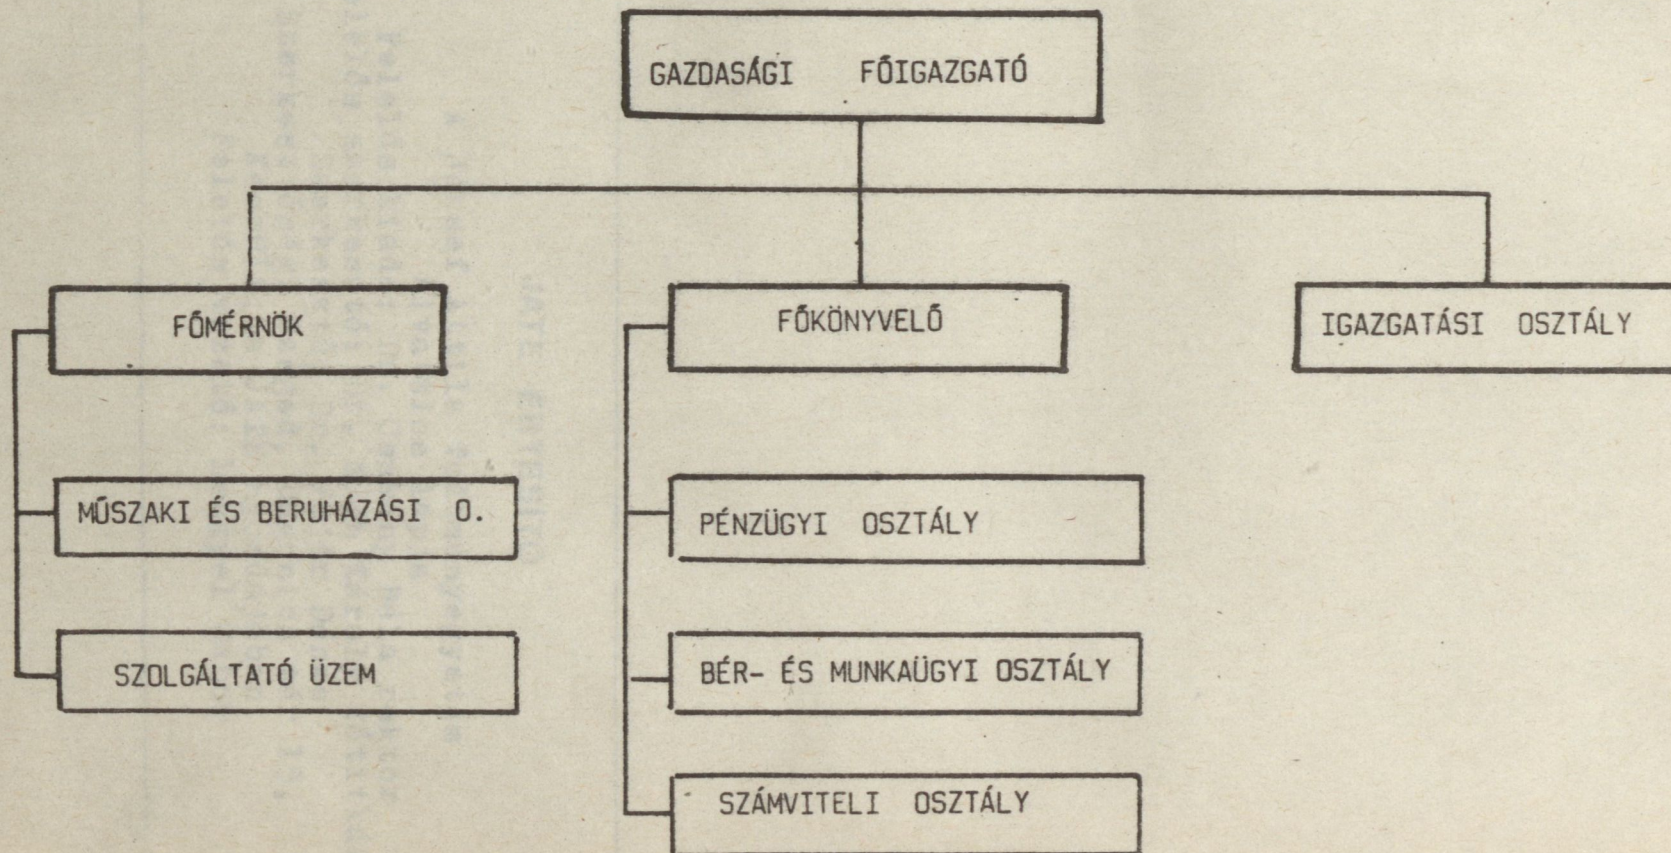 GAZDASÁGI FŐIGAZGATÓ
FŐMÉRNÖK
FŐKÖNYVELŐ
IGAZGATÁSI OSZTÁLY
MŰSZAKI ÉS BERUHÁZÁSI O.
PÉNZÜGYI OSZTÁLY
SZOLGÁLTATÓ ÜZEM
BÉR- ÉS MUNKAÜGYI OSZTÁLY
SZÁMVITELI OSZTÁLY